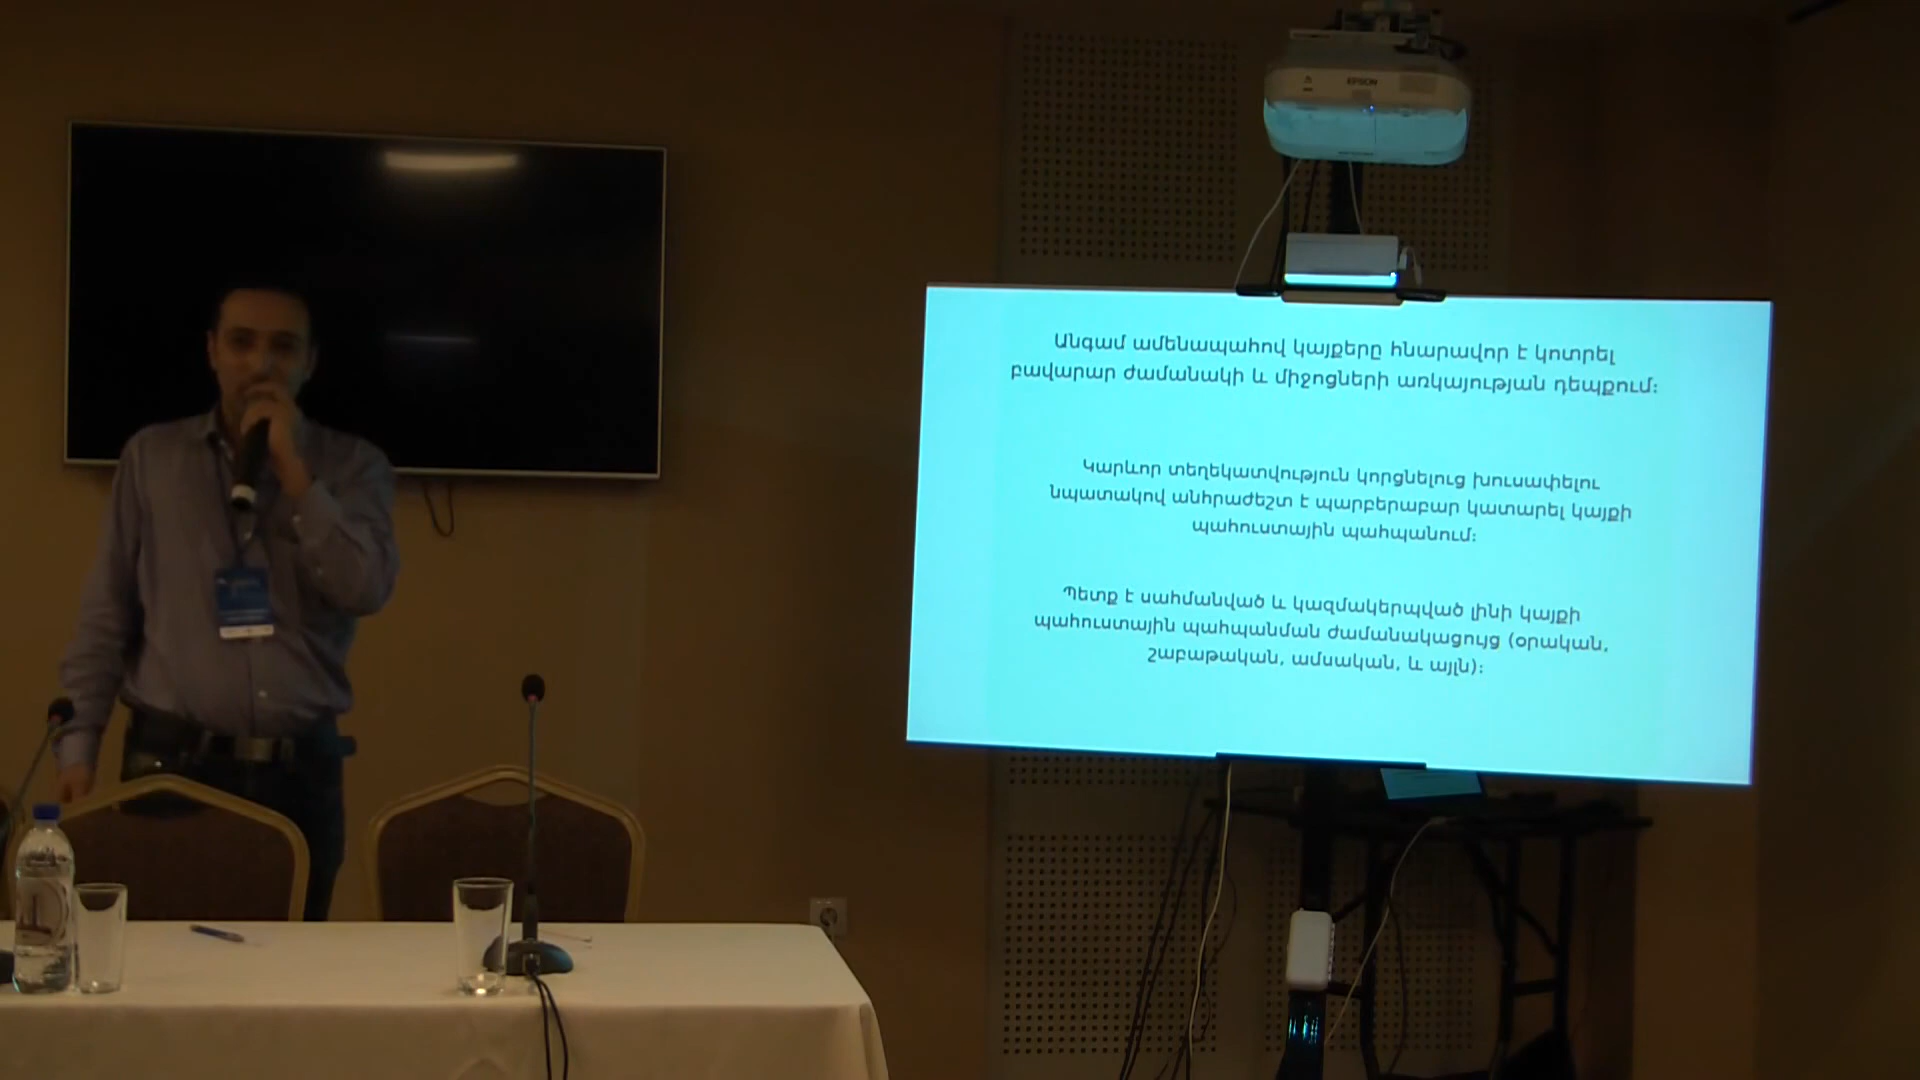 EPSON
Անգամ ամենապահով կայքերը հնարավոր է կոտրել
բավարար ժամանակի և միջոցների առկայության դեպքում։
Կարևոր տեղեկատվություն կորցնելուց խուսափելու
նպատակով անհրաժեշտ է պարբերաբար կատարել կայքի
պահուստային պահպանում։
Պետք է սահմանված և կազմակերպված լինի կայքի
պահուստային պահպանման ժամանակացույց (օրական,
շաբաթական, ամսական, և այլն)։